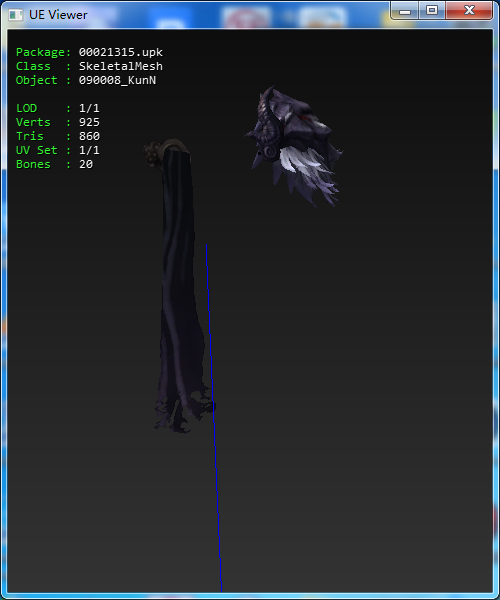 UE Viewer
Package: 00021315.upk
Class : SkeletalMesh
Object : 090008_KunN
LOD : 1/1
Verts : 925
Tris : 860
UV Set : 1/1
Bones : 20